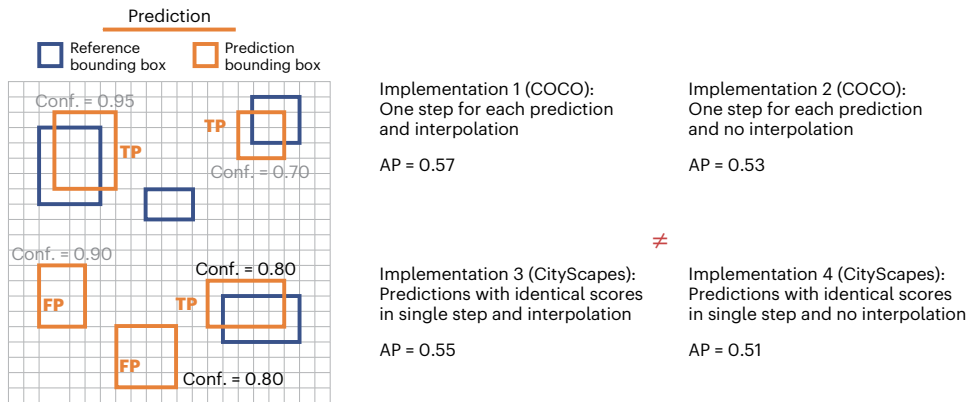 Prediction
Reference
bounding box
Prediction
bounding box
Conf. = 0.95
TP
TP
Conf. = 0.70
Conf. = 0.90
FP
Conf. = 0.80
TP
FP
Conf. = 0.80
Implementation 1 (COCO):
One step for each prediction
and interpolation
AP = 0.57
Implementation 2 (COCO):
One step for each prediction
and no interpolation
AP = 0.53
≠
Implementation 3 (CityScapes):
Predictions with identical scores
in single step and interpolation
AP = 0.55
Implementation 4 (CityScapes):
Predictions with identical scores
in single step and no interpolation
AP = 0.51